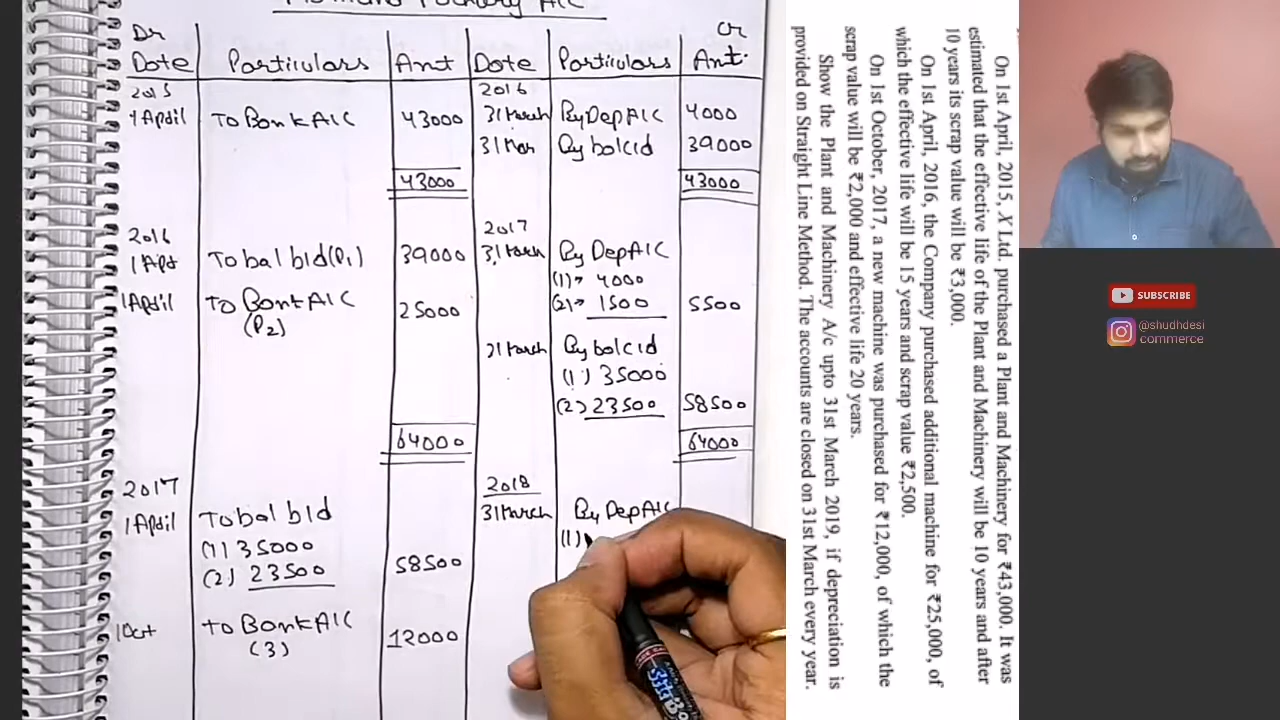 Dr
Cr
Date Particulars Amt Date Particulars Amt.
2015
1 April To Bank A/C 43000
43000
2016
1 Apr To bal b/d (P1) 39000
1 April To Bank A/C 25000
(P2)
64000
2017
1 April To bal b/d
(1) 35000
(2) 23500 58500
1 Oct To Bank A/C 12000
(3)
2016
31 March By Dep A/C 4000
31 Mar By bal c/d 39000
43000
2017
31 March By Dep A/C
(1)→ 4000
(2)→ 1500 5500
31 March By bal c/d
(1) 35000
(2) 23500 58500
64000
2018
31 March By Dep A/C
(1)
On 1st April, 2015, X Ltd. purchased a Plant and Machinery for ₹43,000. It was
estimated that the effective life of the Plant and Machinery will be 10 years and after
10 years its scrap value will be ₹3,000.
On 1st April, 2016, the Company purchased additional machine for ₹25,000, of
which the effective life will be 15 years and scrap value ₹2,500.
On 1st October, 2017, a new machine was purchased for ₹12,000, of which the
scrap value will be ₹2,000 and effective life 20 years.
Show the Plant and Machinery A/c upto 31st March 2019, if depreciation is
provided on Straight Line Method. The accounts are closed on 31st March every year.
SUBSCRIBE
@shudhdesi
commerce